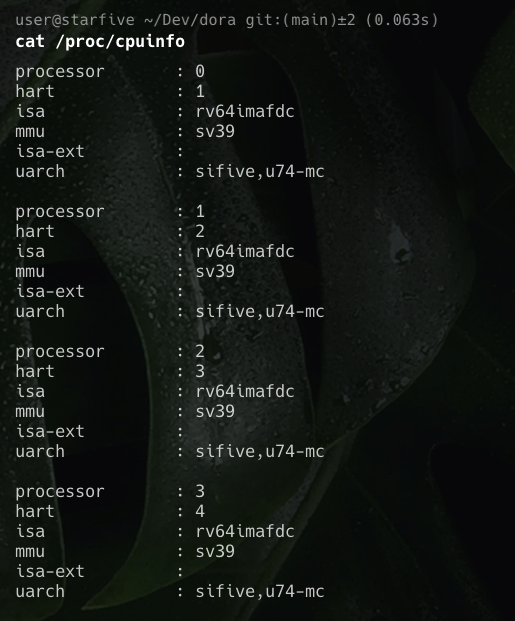 user@starfive ~/Dev/dora git:(main)±2 (0.063s)
cat /proc/cpuinfo
processor : 0
hart : 1
isa : rv64imafdc
mmu : sv39
isa-ext :
uarch : sifive,u74-mc
processor : 1
hart : 2
isa : rv64imafdc
mmu : sv39
isa-ext :
uarch : sifive,u74-mc
processor : 2
hart : 3
isa : rv64imafdc
mmu : sv39
isa-ext :
uarch : sifive,u74-mc
processor : 3
hart : 4
isa : rv64imafdc
mmu : sv39
isa-ext :
uarch : sifive,u74-mc